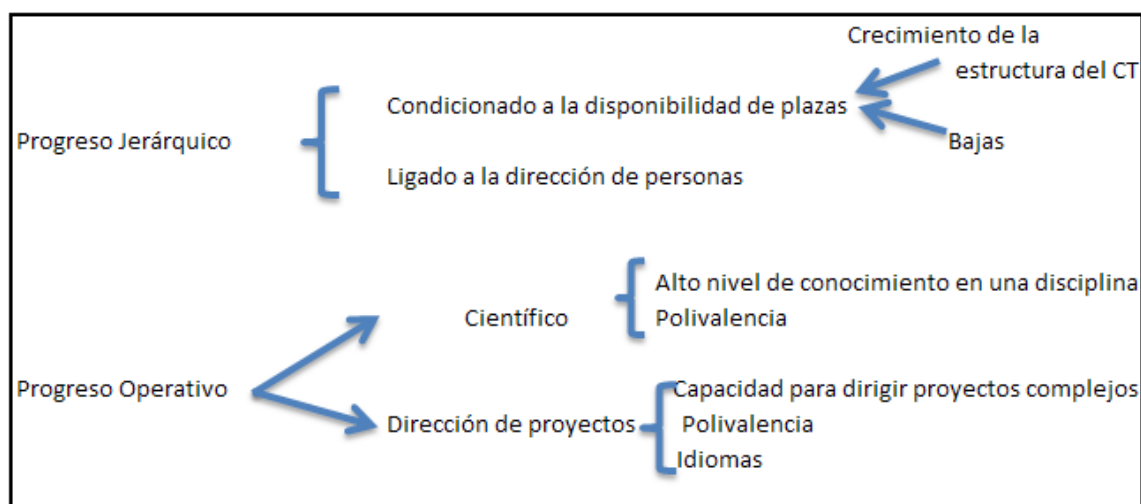 Crecimiento de la
estructura del CT
Condicionado a la disponibilidad de plazas
Progreso Jerárquico
Bajas
Ligado a la dirección de personas
Alto nivel de conocimiento en una disciplina
Científico
Polivalencia
Progreso Operativo
Capacidad para dirigir proyectos complejos
Dirección de proyectos
Polivalencia
Idiomas